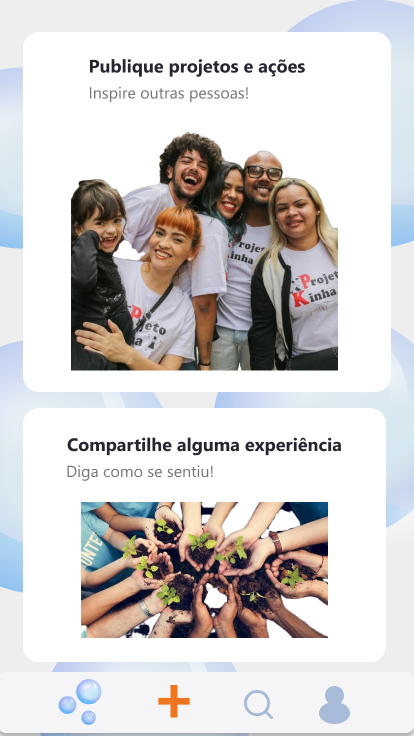 Publique projetos e ações
Inspire outras pessoas!
Projeto
Projeto
Kinha
Kinha
Projeto
Compartilhe alguma experiência
Diga como se sentiu!